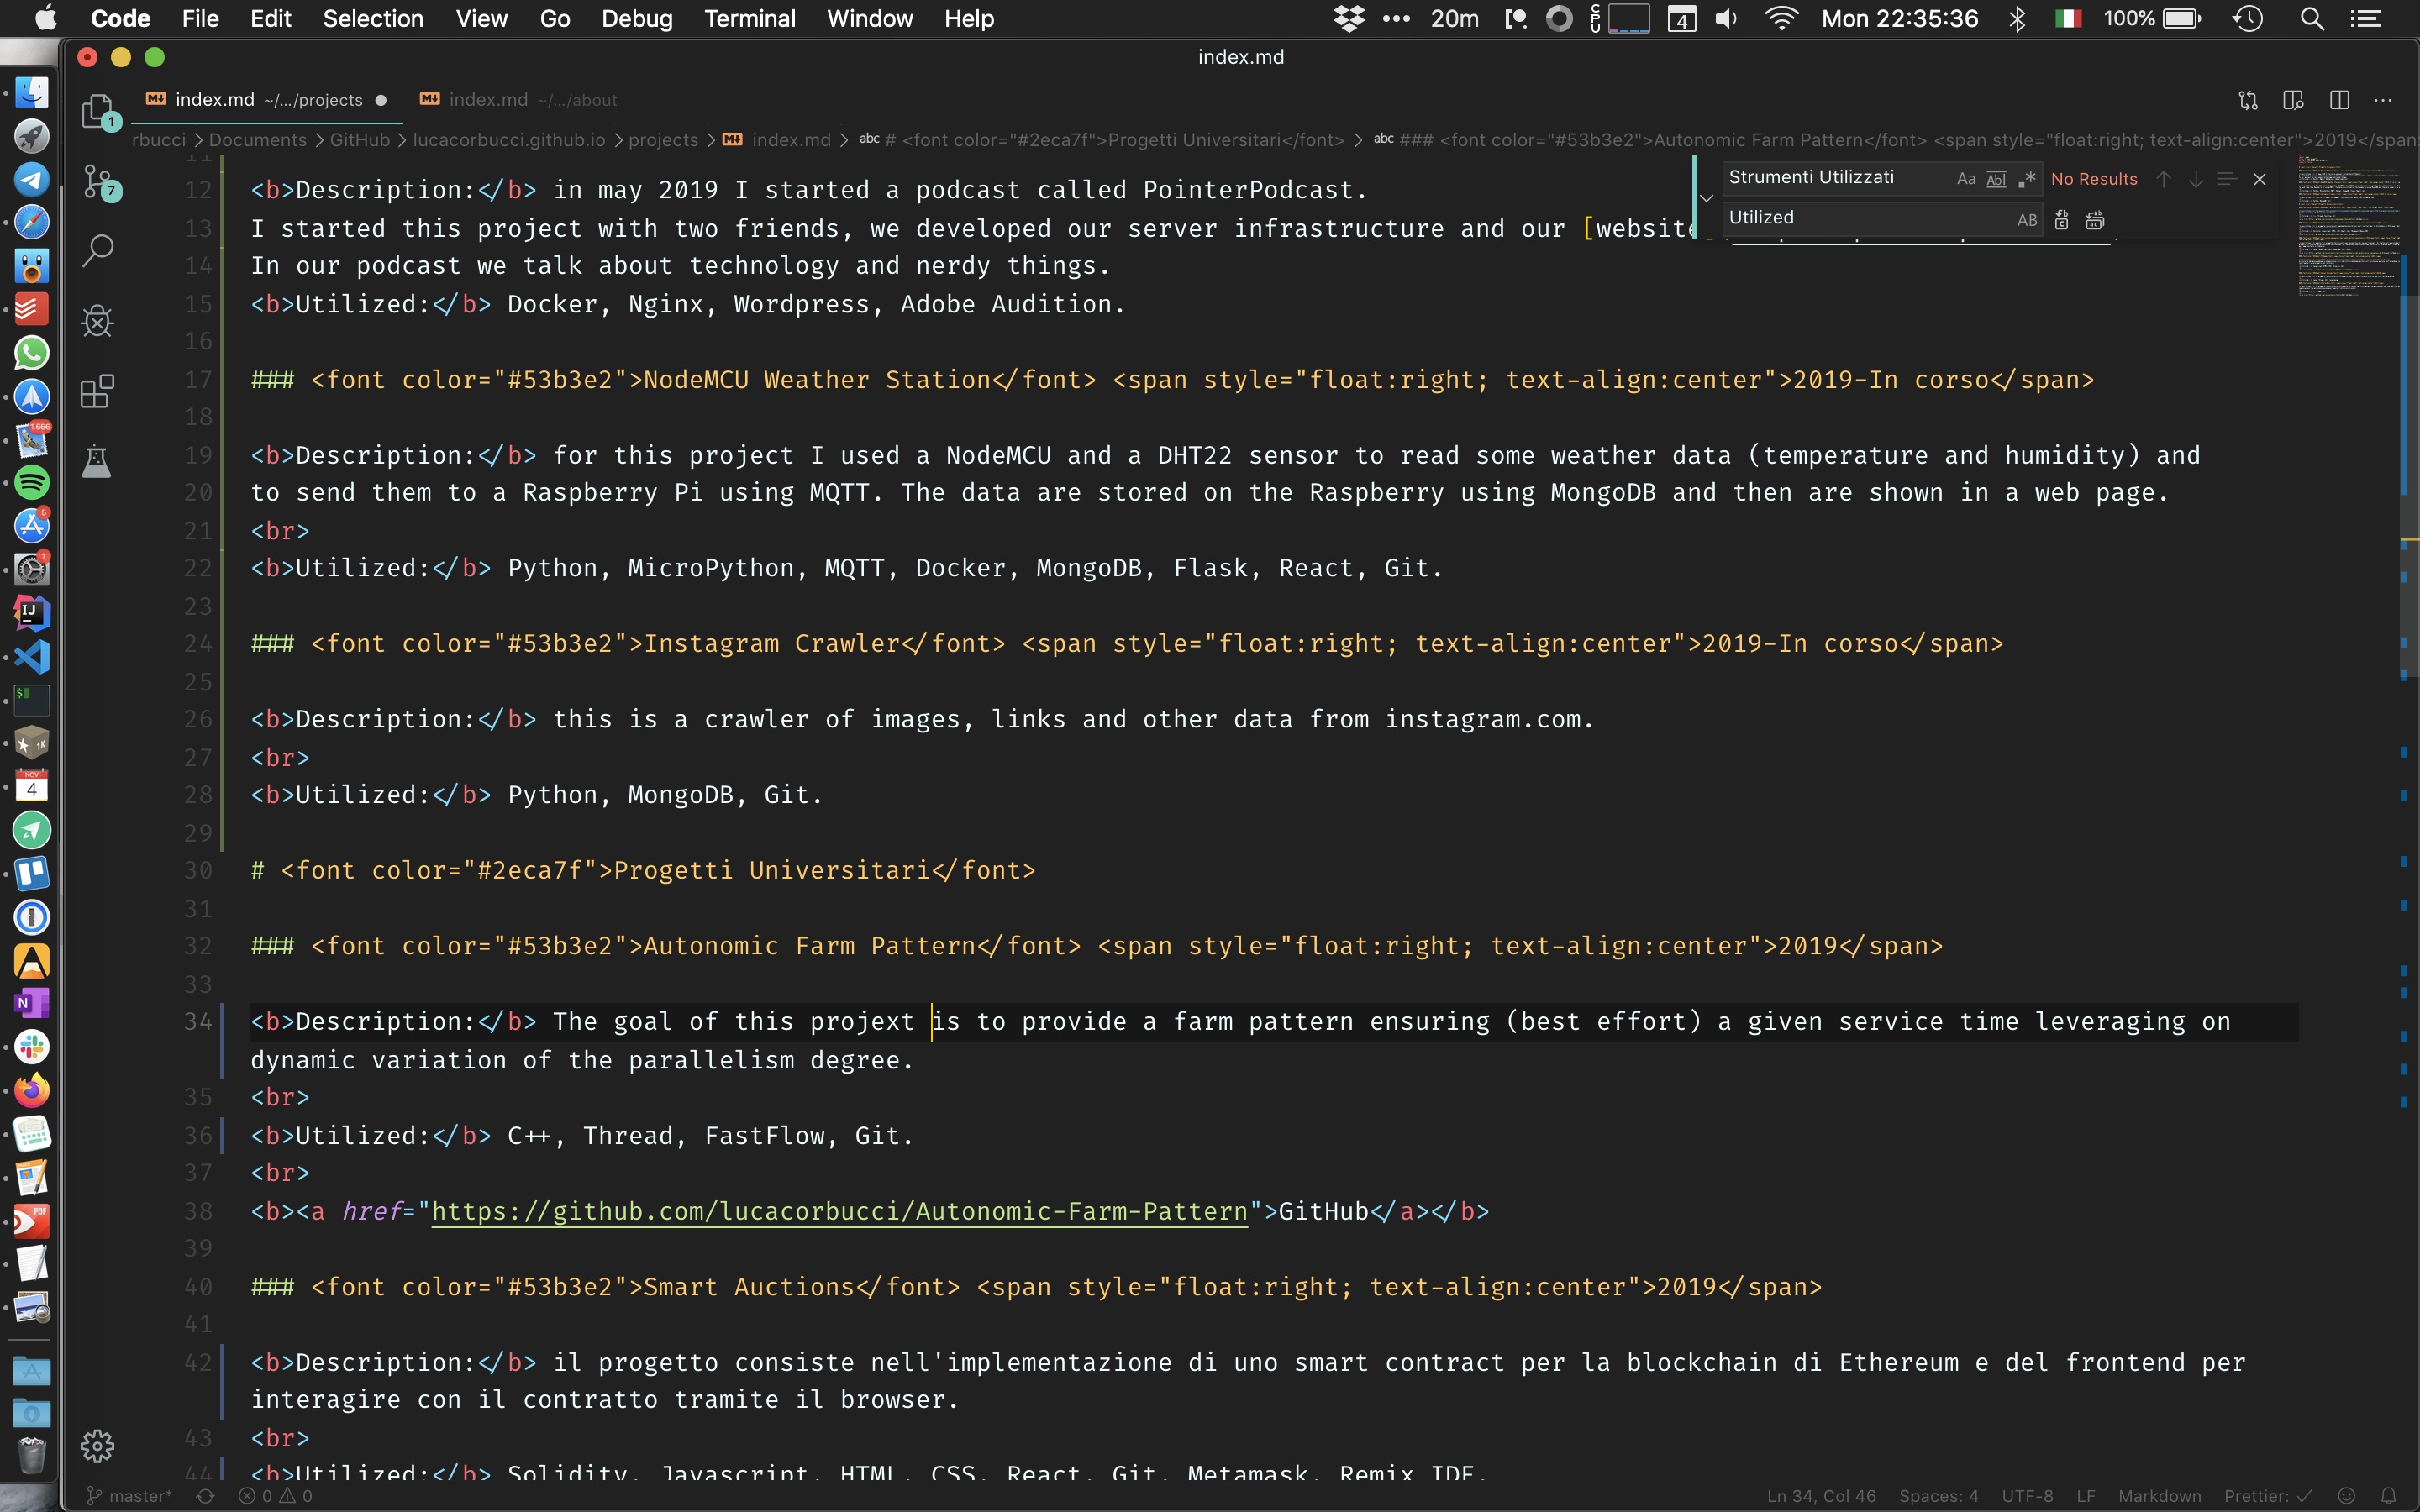 Code File Edit Selection View Go Debug Terminal Window Help 20m CPU 4 Mon 22:35:36 100%
index.md
index.md ~/.../projects index.md ~/.../about
rbucci > Documents > GitHub > lucacorbucci.github.io > projects > index.md > abc # <font color="#2eca7f">Progetti Universitari</font> > abc ### <font color="#53b3e2">Autonomic Farm Pattern</font> <span style="float:right; text-align:center">2019</span
Strumenti Utilizzati Aa Abl No Results
Utilized AB
1
7
11
12 <b>Description:</b> in may 2019 I started a podcast called PointerPodcast.
13 I started this project with two friends, we developed our server infrastructure and our [website
14 In our podcast we talk about technology and nerdy things.
15 <b>Utilized:</b> Docker, Nginx, Wordpress, Adobe Audition.
16
17 ### <font color="#53b3e2">NodeMCU Weather Station</font> <span style="float:right; text-align:center">2019-In corso</span>
18
19 <b>Description:</b> for this project I used a NodeMCU and a DHT22 sensor to read some weather data (temperature and humidity) and
20 to send them to a Raspberry Pi using MQTT. The data are stored on the Raspberry using MongoDB and then are shown in a web page.
21 <br>
22 <b>Utilized:</b> Python, MicroPython, MQTT, Docker, MongoDB, Flask, React, Git.
23
24 ### <font color="#53b3e2">Instagram Crawler</font> <span style="float:right; text-align:center">2019-In corso</span>
25
26 <b>Description:</b> this is a crawler of images, links and other data from instagram.com.
27 <br>
28 <b>Utilized:</b> Python, MongoDB, Git.
29
30 # <font color="#2eca7f">Progetti Universitari</font>
31
32 ### <font color="#53b3e2">Autonomic Farm Pattern</font> <span style="float:right; text-align:center">2019</span>
33
34 <b>Description:</b> The goal of this projext is to provide a farm pattern ensuring (best effort) a given service time leveraging on
dynamic variation of the parallelism degree.
35 <br>
36 <b>Utilized:</b> C++, Thread, FastFlow, Git.
37 <br>
38 <b><a href="https://github.com/lucacorbucci/Autonomic-Farm-Pattern">GitHub</a></b>
39
40 ### <font color="#53b3e2">Smart Auctions</font> <span style="float:right; text-align:center">2019</span>
41
42 <b>Description:</b> il progetto consiste nell'implementazione di uno smart contract per la blockchain di Ethereum e del frontend per
interagire con il contratto tramite il browser.
43 <br>
44 <b>Utilized:</b> Solidity, Javascript, HTML, CSS, React, Git, Metamask, Remix IDE.
master* 0 0 Ln 34, Col 46 Spaces: 4 UTF-8 LF Markdown Prettier: ✓
1.666
5
1
IJ
$
1K
NOV
4
N
PDF